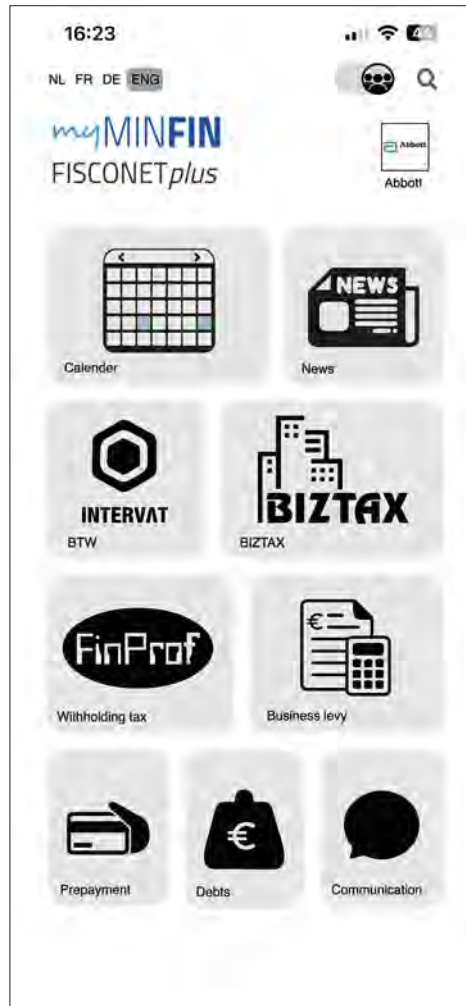 16:23
NL FR DE ENG
myMINFIN
FISCONETplus
Abbott
Abbott
Calender
NEWS
News
INTERVAT
BTW
BIZTAX
BIZTAX
FinProf
Withholding tax
€
Business levy
€
Prepayment
Debts
Communication